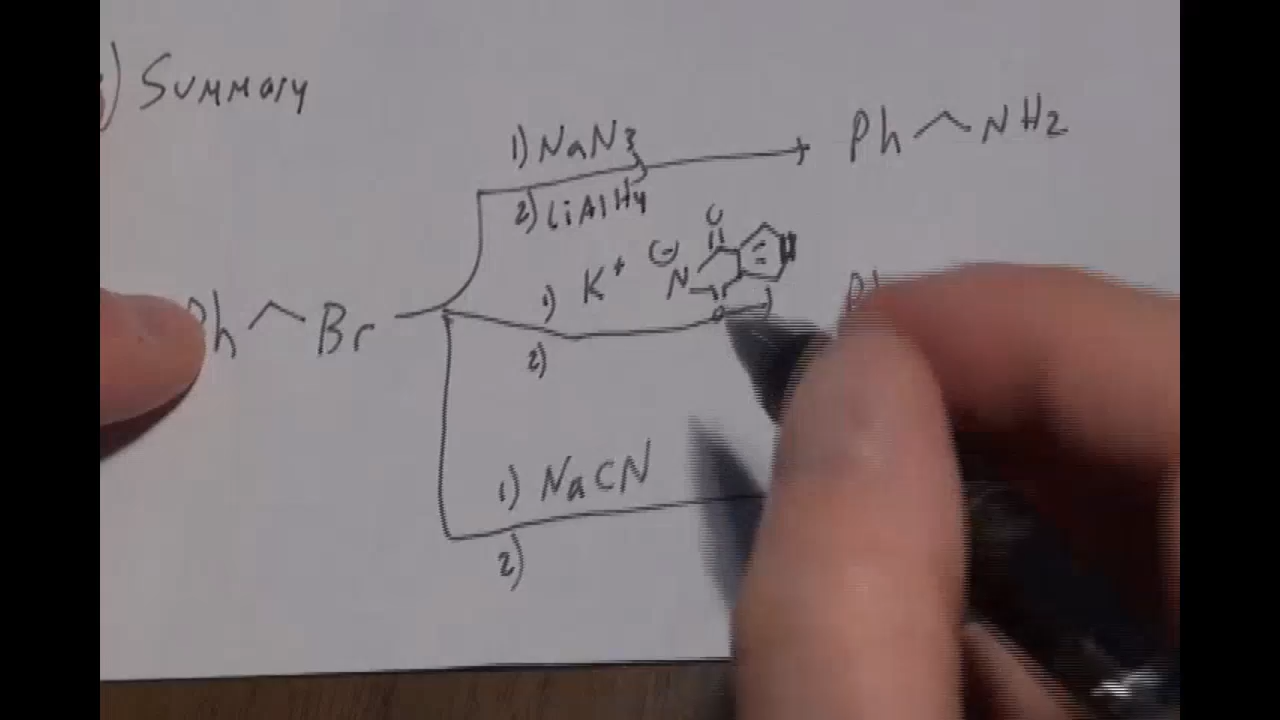 Summary
1) NaN3
2) LiAlH4
Ph NH2
O
1) K+ ⊖ N
O
Ph Br
2)
1) NaCN
2)